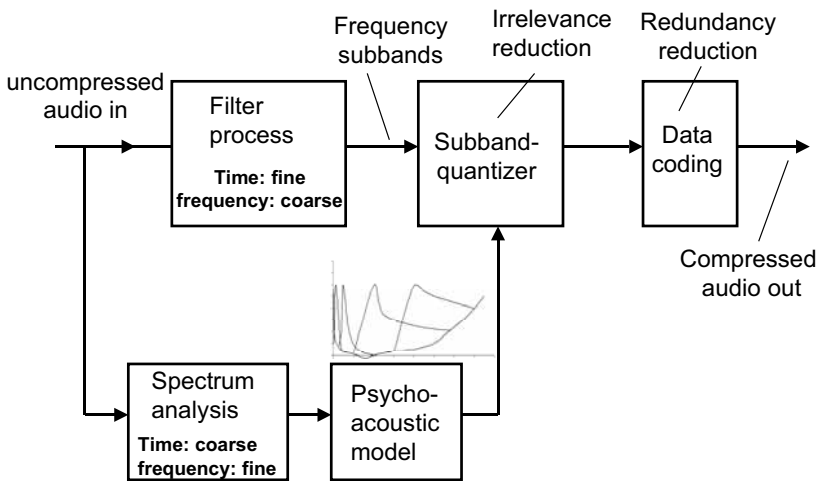 Frequency
subbands
Irrelevance
reduction
Redundancy
reduction
uncompressed
audio in
Filter
process
Time: fine
frequency: coarse
Subband-
quantizer
Data
coding
Compressed
audio out
Spectrum
analysis
Time: coarse
frequency: fine
Psycho-
acoustic
model